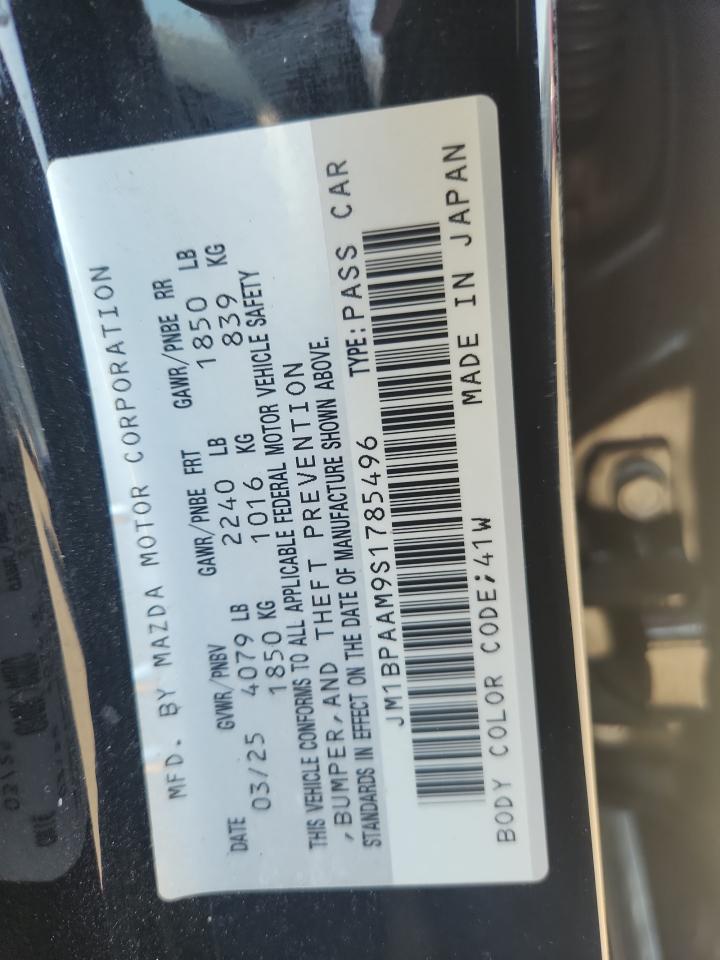 MFD. BY MAZDA MOTOR CORPORATION
DATE GVWR/PNBV GAWR/PNBE FRT GAWR/PNBE RR
03/25 4079 LB 2240 LB 1850 LB
1850 KG 1016 KG 839 KG
THIS VEHICLE CONFORMS TO ALL APPLICABLE FEDERAL MOTOR VEHICLE SAFETY
,BUMPER,AND THEFT PREVENTION
STANDARDS IN EFFECT ON THE DATE OF MANUFACTURE SHOWN ABOVE.
JM1BPAAM9S1785496 TYPE:PASS CAR
BODY COLOR CODE;41W MADE IN JAPAN